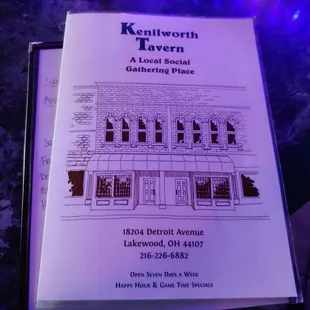 Kenilworth
Tavern
A Local Social
Gathering Place
18204 Detroit Avenue
Lakewood, OH 44107
216-226-6882
Open Seven Days a Week
Happy Hour & Game Time Specials